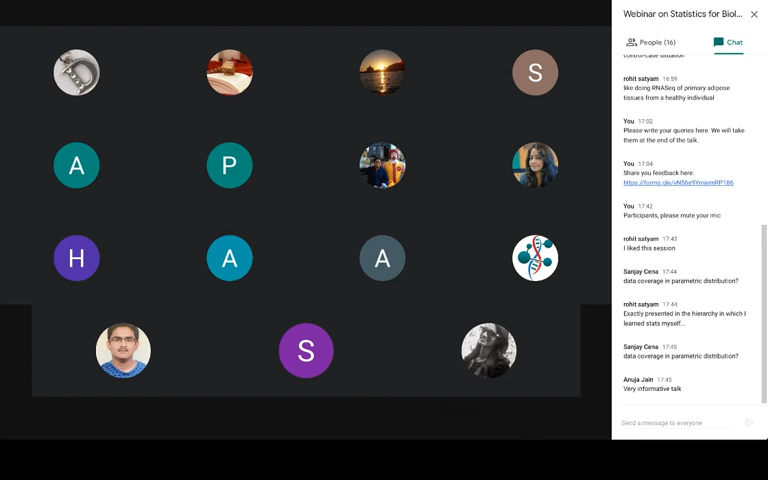 Webinar on Statistics for Biol...
People (16)
Chat
control-case situation
rohit satyam 16:59
like doing RNASeq of primary adipose
tissues from a healthy individual
You 17:02
Please write your queries here. We will take
them at the end of the talk.
You 17:04
Share you feedback here:
https://forms.gle/xN56e9YmjemRP186
You 17:42
Participants, please mute your mic
rohit satyam 17:43
I liked this session
Sanjay Cena 17:44
data coverage in parametric distribution?
rohit satyam 17:44
Exactly presented in the hierarchy in which I
learned stats myself...
Sanjay Cena 17:45
data coverage in parametric distribution?
Anuja Jain 17:45
Very informative talk
Send a message to everyone
S
A
P
H
A
A
S